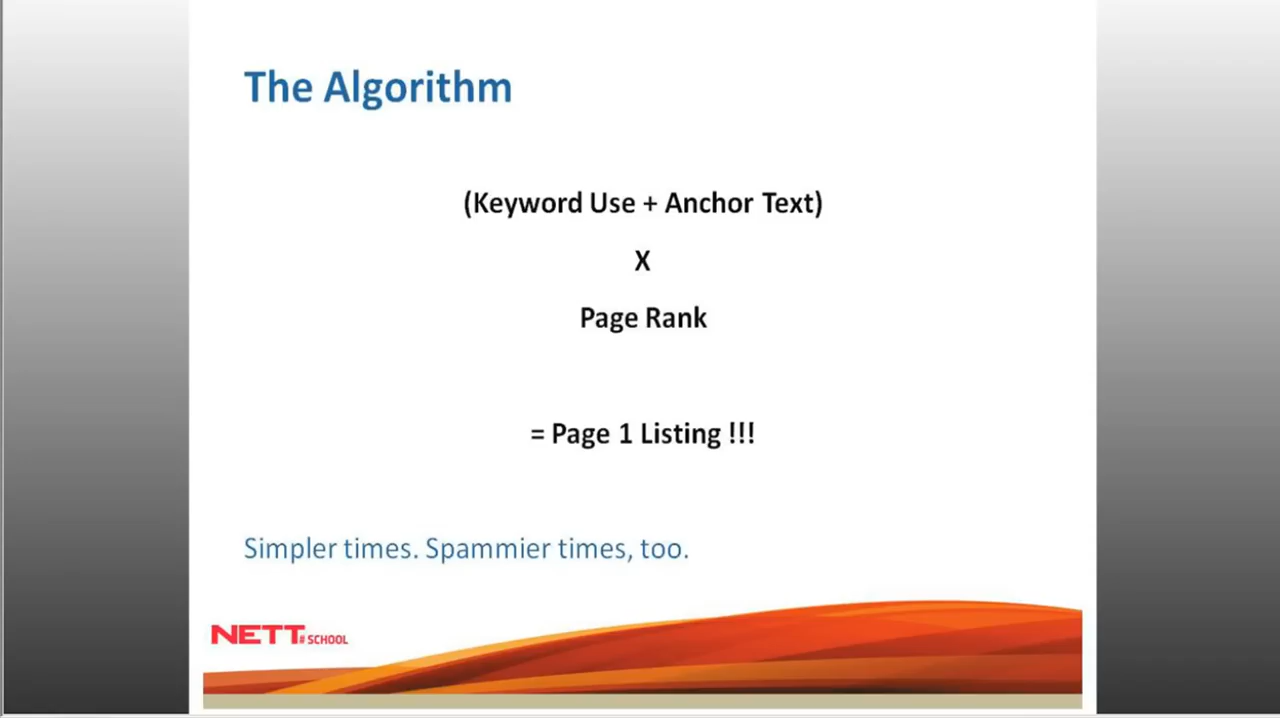 The Algorithm
(Keyword Use + Anchor Text)
X
Page Rank
= Page 1 Listing !!!
Simpler times. Spammier times, too.
NETT# SCHOOL